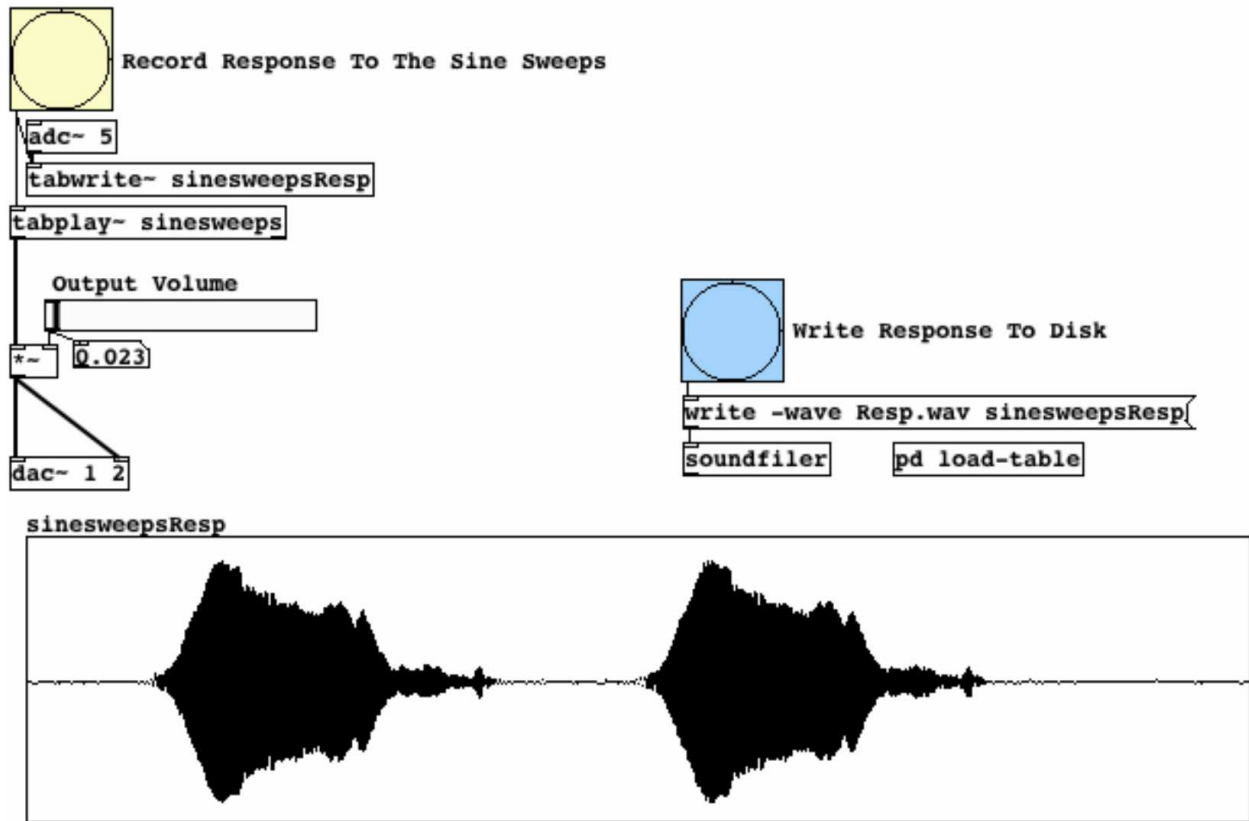 Record Response To The Sine Sweeps
adc~ 5
tabwrite~ sinesweepsResp
tabplay~ sinesweeps
Output Volume
0.023
*~
dac~ 1 2
Write Response To Disk
write -wave Resp.wav sinesweepsResp
soundfiler
pd load-table
sinesweepsResp